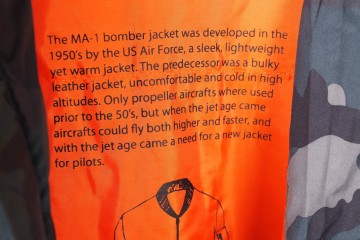 The MA-1 bomber jacket was developed in the
1950's by the US Air Force, a sleek, lightweight
yet warm jacket. The predecessor was a bulky
leather jacket, uncomfortable and cold in high
altitudes. Only propeller aircrafts where used
prior to the 50's, but when the jet age came
aircrafts could fly both higher and faster, and
with the jet age came a need for a new jacket
for pilots.